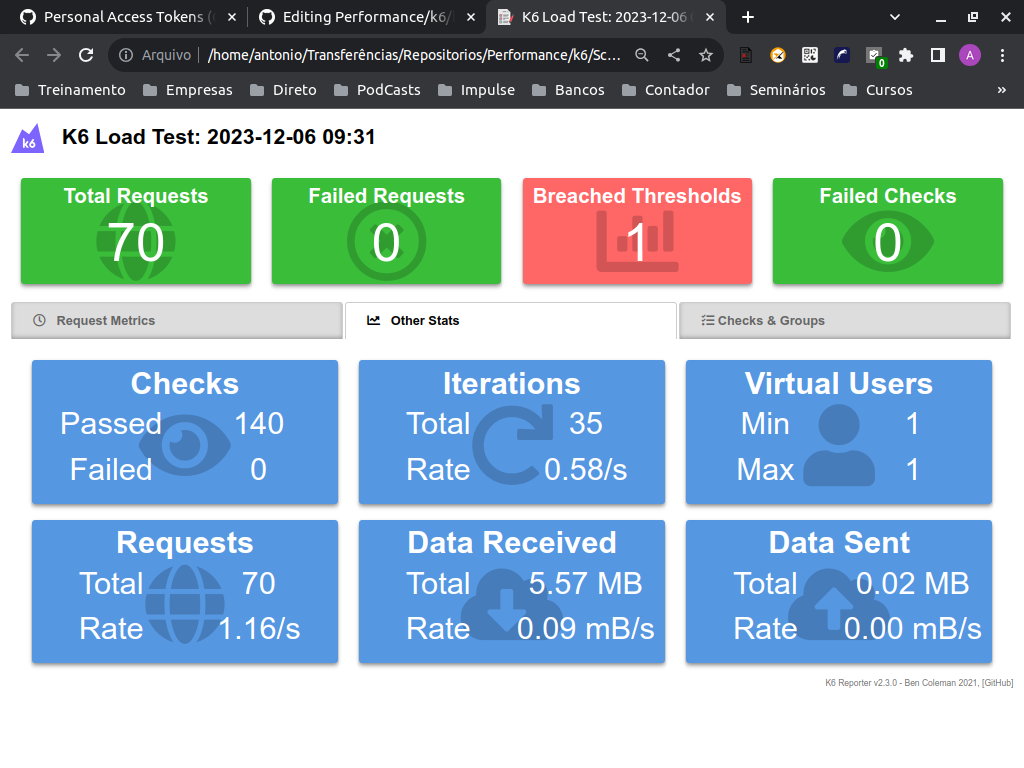 Personal Access Tokens (
Editing Performance/k6/
K6 Load Test: 2023-12-06
Arquivo
/home/antonio/Transferências/Repositorios/Performance/k6/Sc...
0
A
Treinamento
Empresas
Direto
PodCasts
Impulse
Bancos
Contador
Seminários
Cursos
»
k6
K6 Load Test: 2023-12-06 09:31
Total Requests
70
Failed Requests
0
Breached Thresholds
1
Failed Checks
0
Request Metrics
Other Stats
Checks & Groups
Checks
Passed 140
Failed 0
Iterations
Total 35
Rate 0.58/s
Virtual Users
Min 1
Max 1
Requests
Total 70
Rate 1.16/s
Data Received
Total 5.57 MB
Rate 0.09 mB/s
Data Sent
Total 0.02 MB
Rate 0.00 mB/s
K6 Reporter v2.3.0 - Ben Coleman 2021, [GitHub]